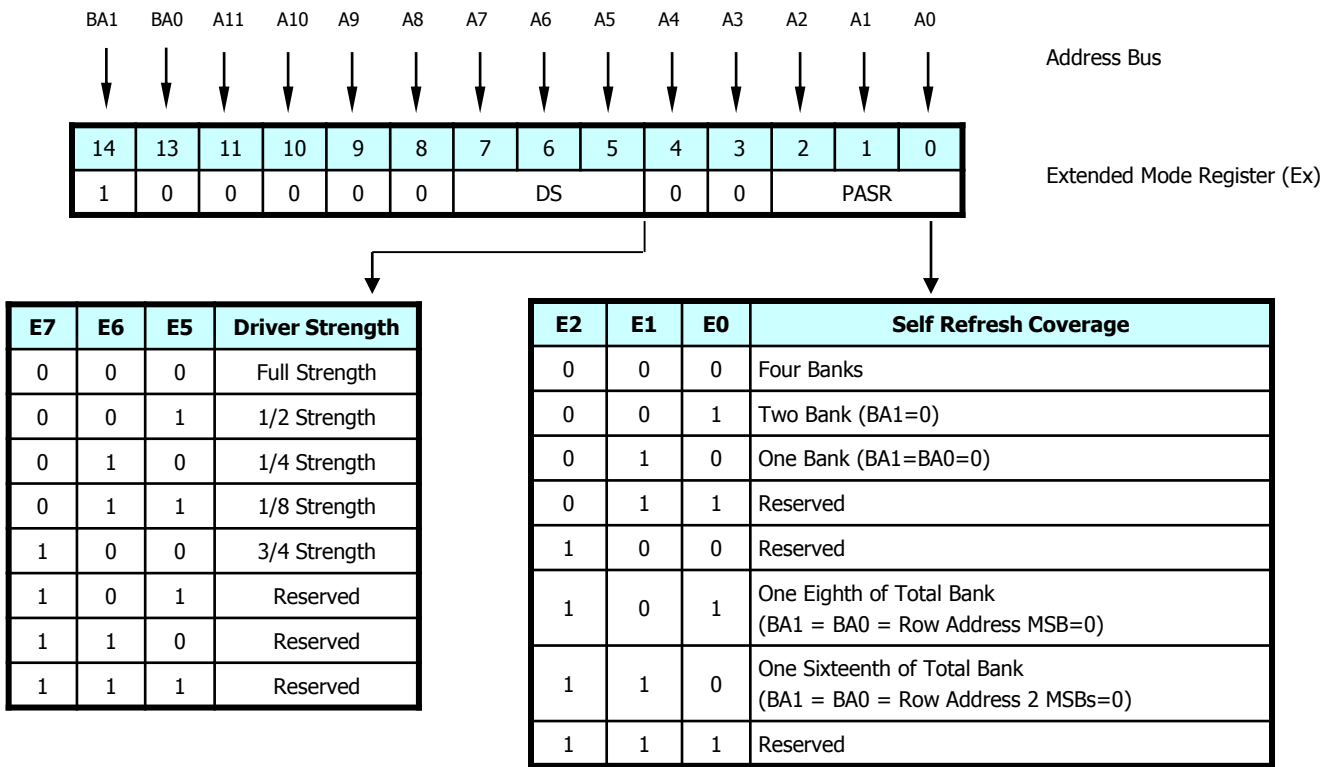 BA1 BA0 A11 A10 A9 A8 A7 A6 A5 A4 A3 A2 A1 A0
Address Bus
14 13 11 10 9 8 7 6 5 4 3 2 1 0
1 0 0 0 0 0 DS 0 0 PASR
Extended Mode Register (Ex)
E7 E6 E5 Driver Strength
0 0 0 Full Strength
0 0 1 1/2 Strength
0 1 0 1/4 Strength
0 1 1 1/8 Strength
1 0 0 3/4 Strength
1 0 1 Reserved
1 1 0 Reserved
1 1 1 Reserved
E2 E1 E0 Self Refresh Coverage
0 0 0 Four Banks
0 0 1 Two Bank (BA1=0)
0 1 0 One Bank (BA1=BA0=0)
0 1 1 Reserved
1 0 0 Reserved
1 0 1 One Eighth of Total Bank
(BA1 = BA0 = Row Address MSB=0)
1 1 0 One Sixteenth of Total Bank
(BA1 = BA0 = Row Address 2 MSBs=0)
1 1 1 Reserved